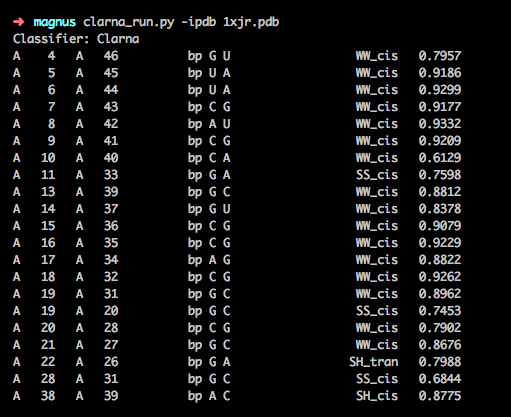 ➜ magnus clarna_run.py -ipdb 1xjr.pdb
Classifier: Clarna
A 4 A 46 bp G U WW_cis 0.7957
A 5 A 45 bp U A WW_cis 0.9186
A 6 A 44 bp U A WW_cis 0.9299
A 7 A 43 bp C G WW_cis 0.9177
A 8 A 42 bp A U WW_cis 0.9332
A 9 A 41 bp C G WW_cis 0.9209
A 10 A 40 bp C A WW_cis 0.6129
A 11 A 33 bp G A SS_cis 0.7598
A 13 A 39 bp G C WW_cis 0.8812
A 14 A 37 bp G U WW_cis 0.8378
A 15 A 36 bp C G WW_cis 0.9079
A 16 A 35 bp C G WW_cis 0.9229
A 17 A 34 bp A G WW_cis 0.8822
A 18 A 32 bp C G WW_cis 0.9262
A 19 A 31 bp G C WW_cis 0.8962
A 19 A 20 bp G C SS_cis 0.7453
A 20 A 28 bp C G WW_cis 0.7902
A 21 A 27 bp G C WW_cis 0.8676
A 22 A 26 bp G A SH_tran 0.7988
A 28 A 31 bp G C SS_cis 0.6844
A 38 A 39 bp A C SH_cis 0.8775